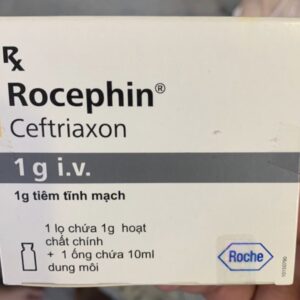 Rx
Rocephin®
Ceftriaxon
1 g i.v.
1g tiêm tĩnh mạch
1 lọ chứa 1g hoạt
chất chính
+ 1 ống chứa 10ml
dung môi
Roche